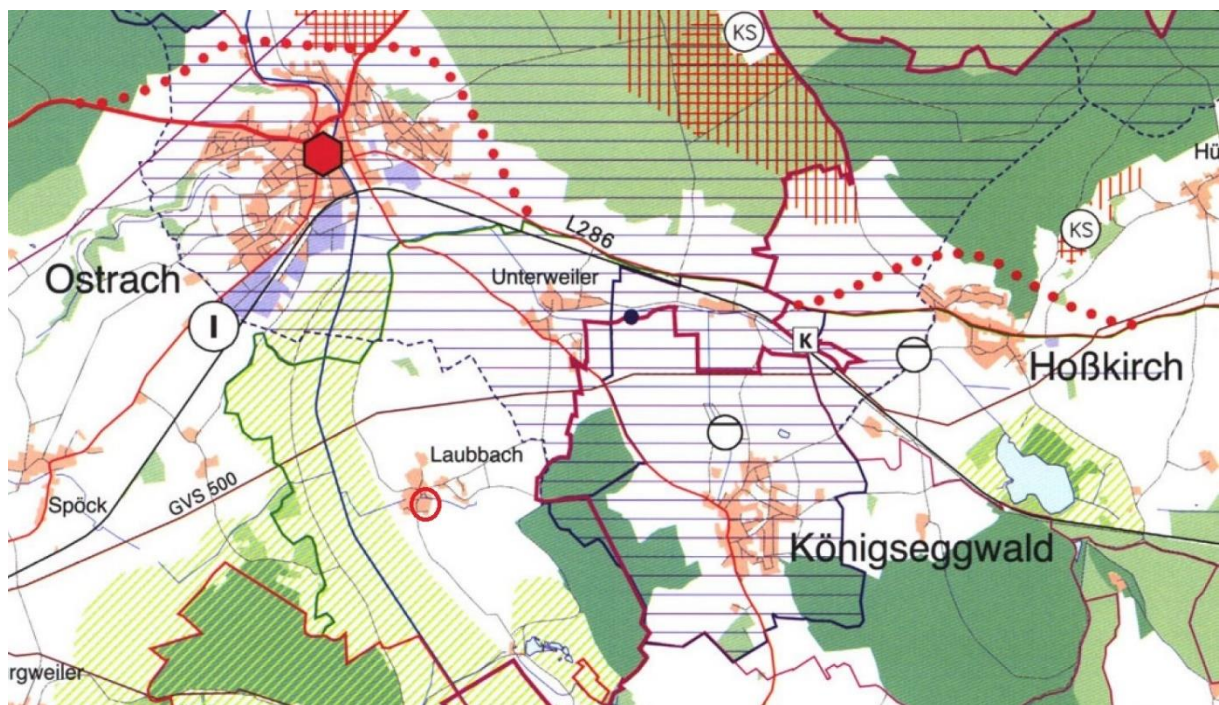 KS
Hü
KS
L286
Unterweiler
Ostrach
I
K
Hoßkirch
Laubbach
GVS 500
Spöck
Königseggwald
rgweiler